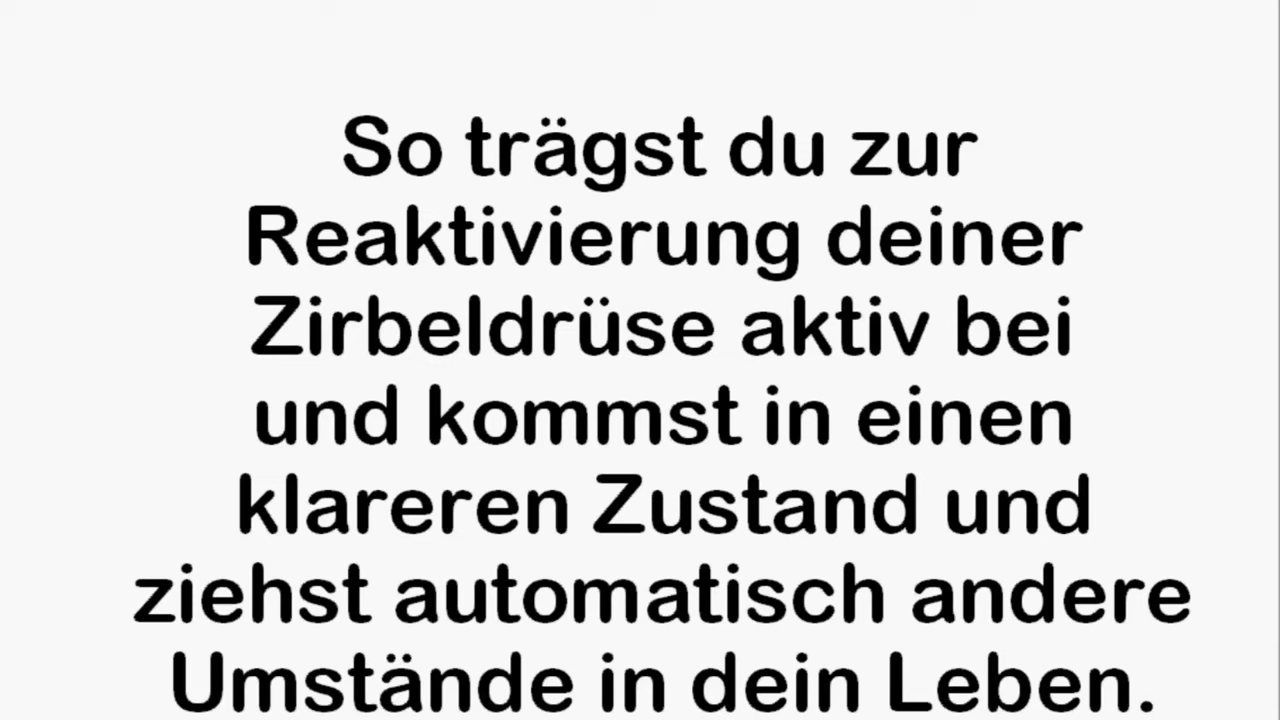 So trägst du zur
Reaktivierung deiner
Zirbeldrüse aktiv bei
und kommst in einen
klareren Zustand und
ziehst automatisch andere
Umstände in dein Leben.